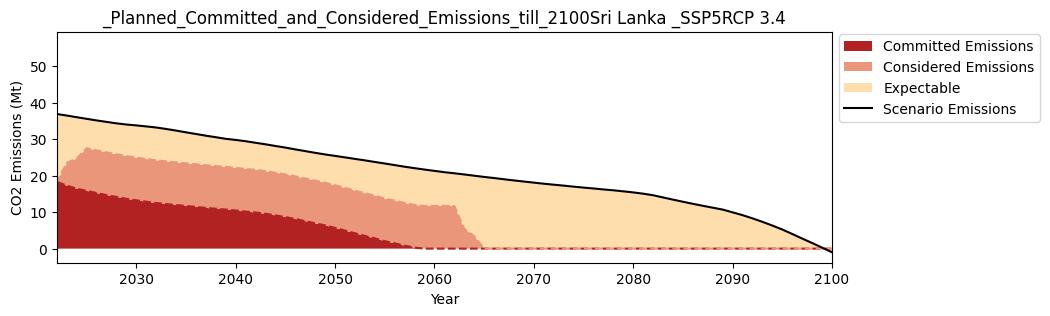 _Planned_Committed_and_Considered_Emissions_till_2100Sri Lanka _SSP5RCP 3.4
Committed Emissions
Considered Emissions
Expectable
Scenario Emissions
CO2 Emissions (Mt)
50
40
30
20
10
0
2030 2040 2050 2060 2070 2080 2090 2100
Year